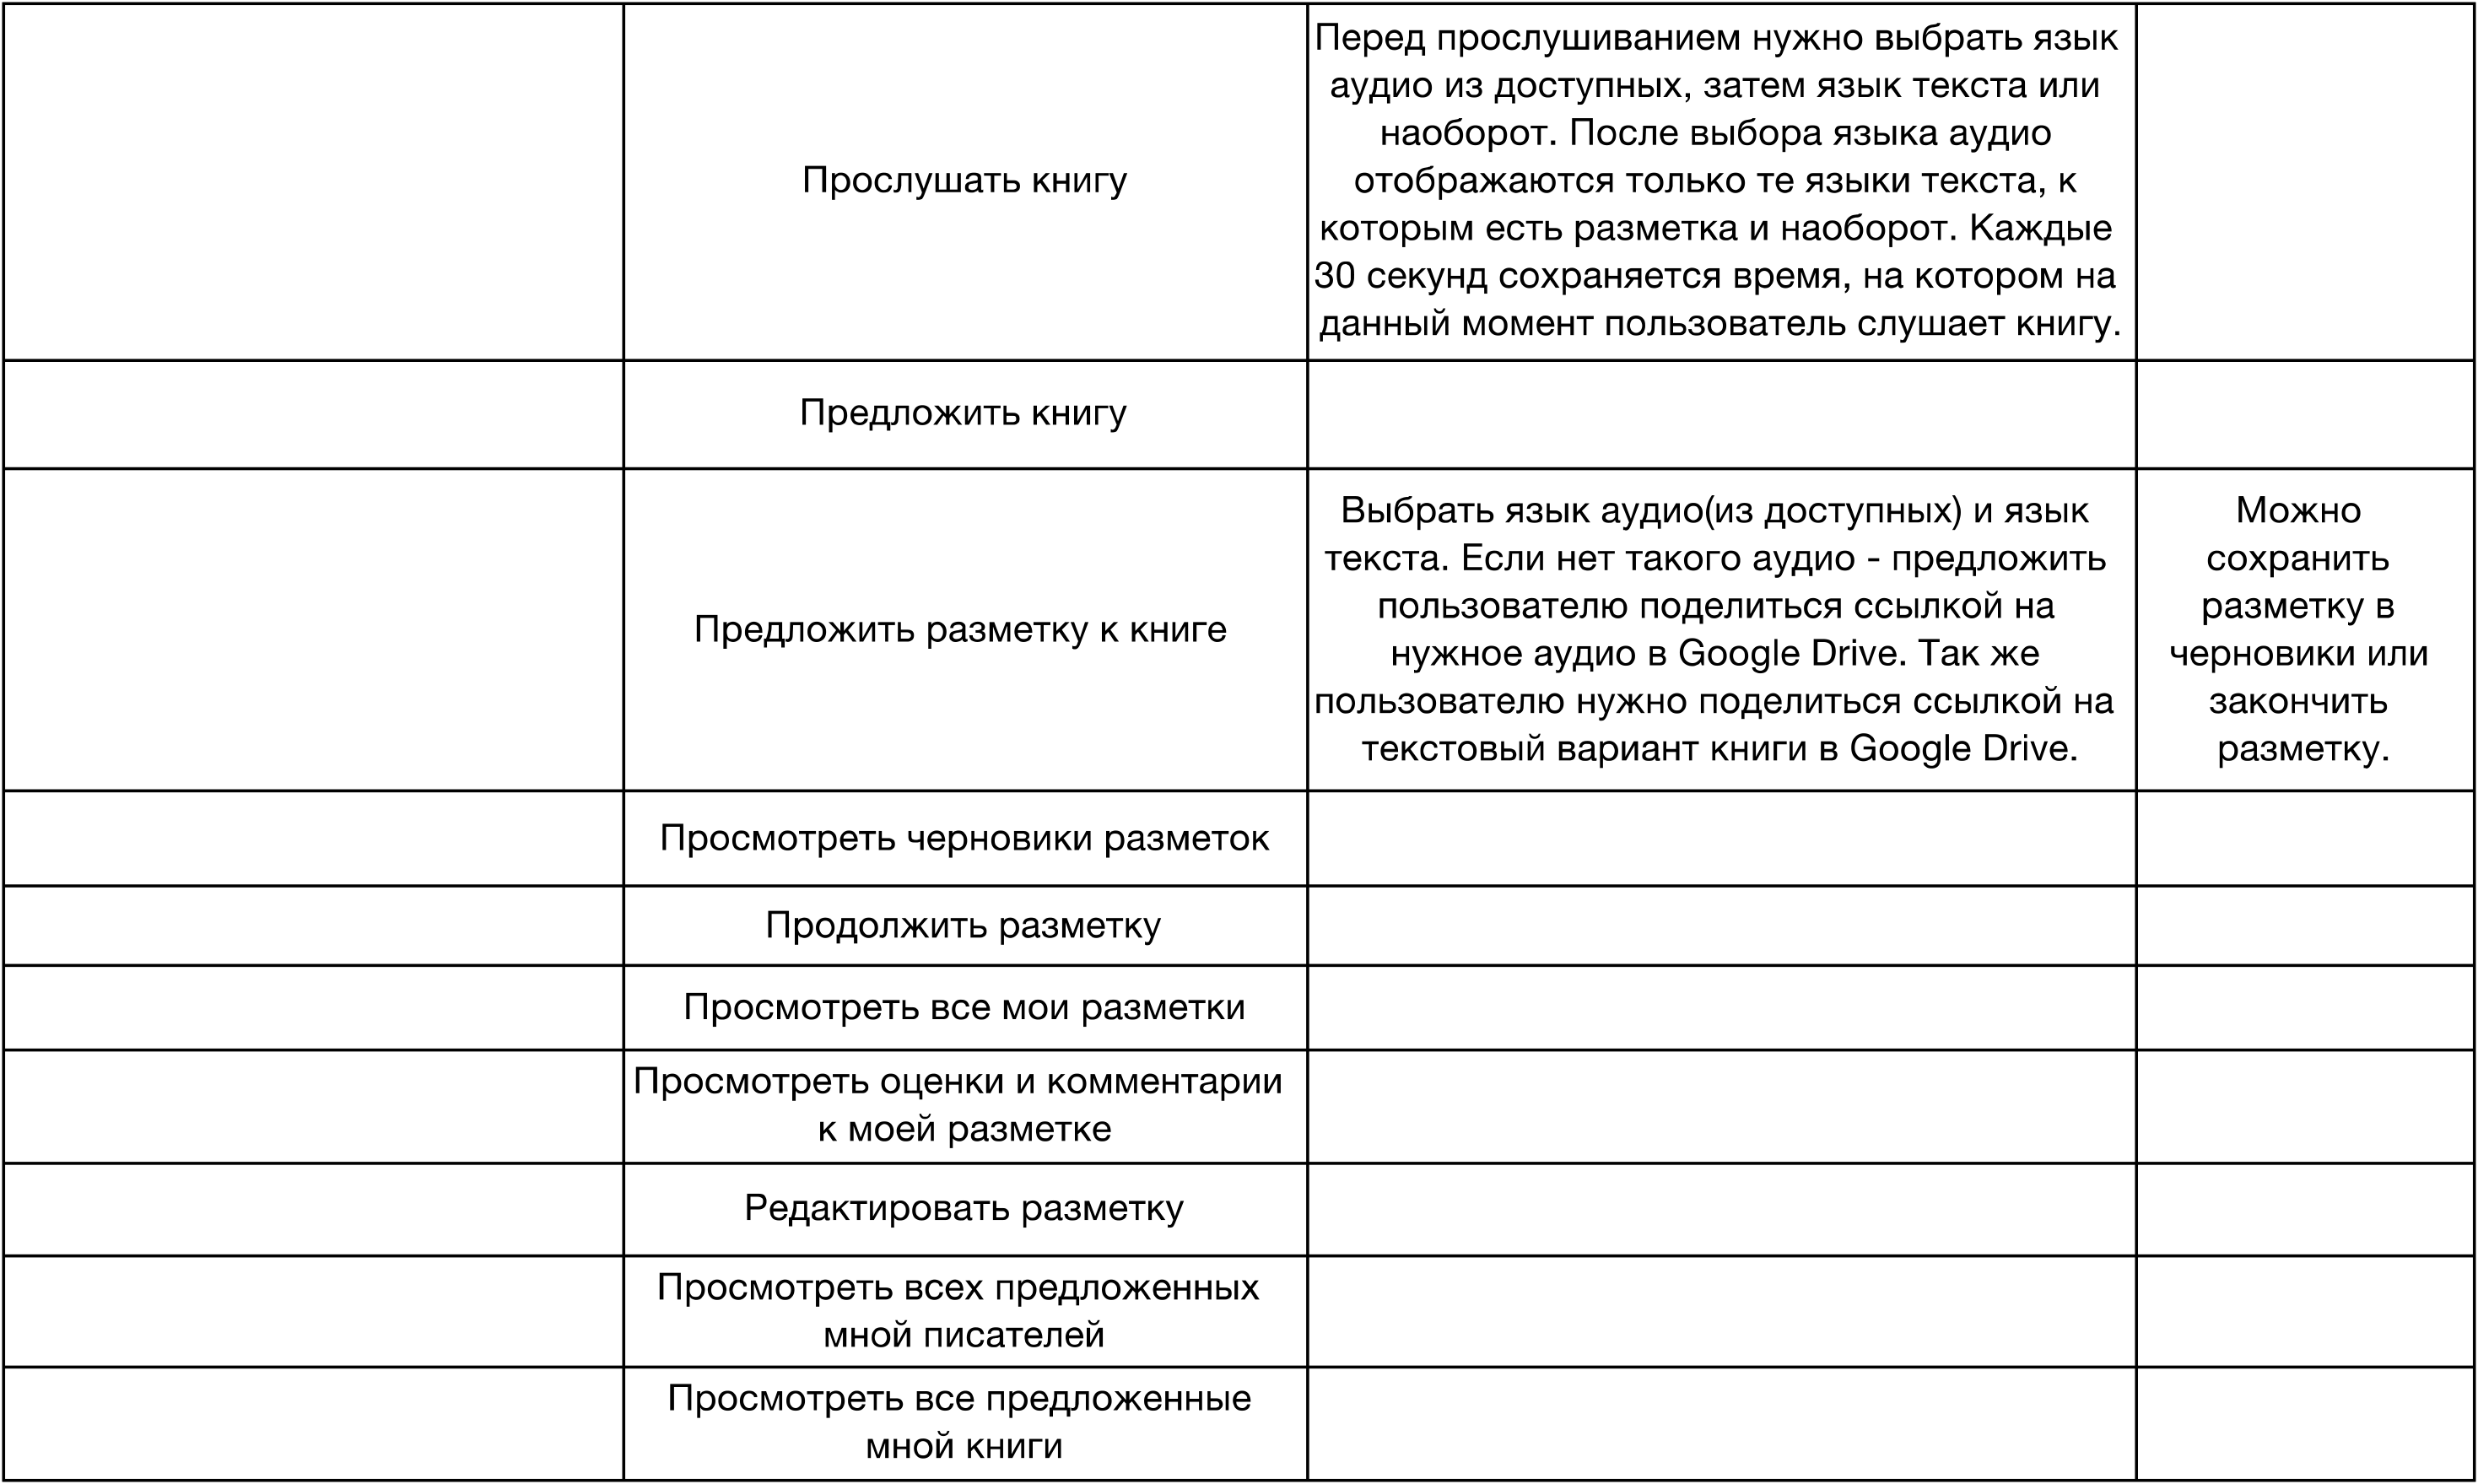 Прослушать книгу
Перед прослушиванием нужно выбрать язык
аудио из доступных, затем язык текста или
наоборот. После выбора языка аудио
отображаются только те языки текста, к
которым есть разметка и наоборот. Каждые
30 секунд сохраняется время, на котором на
данный момент пользователь слушает книгу.
Предложить книгу
Предложить разметку к книге
Выбрать язык аудио(из доступных) и язык
текста. Если нет такого аудио - предложить
пользователю поделиться ссылкой на
нужное аудио в Google Drive. Так же
пользователю нужно поделиться ссылкой на
текстовый вариант книги в Google Drive.
Можно
сохранить
разметку в
черновики или
закончить
разметку.
Просмотреть черновики разметок
Продолжить разметку
Просмотреть все мои разметки
Просмотреть оценки и комментарии
к моей разметке
Редактировать разметку
Просмотреть всех предложенных
мной писателей
Просмотреть все предложенные
мной книги